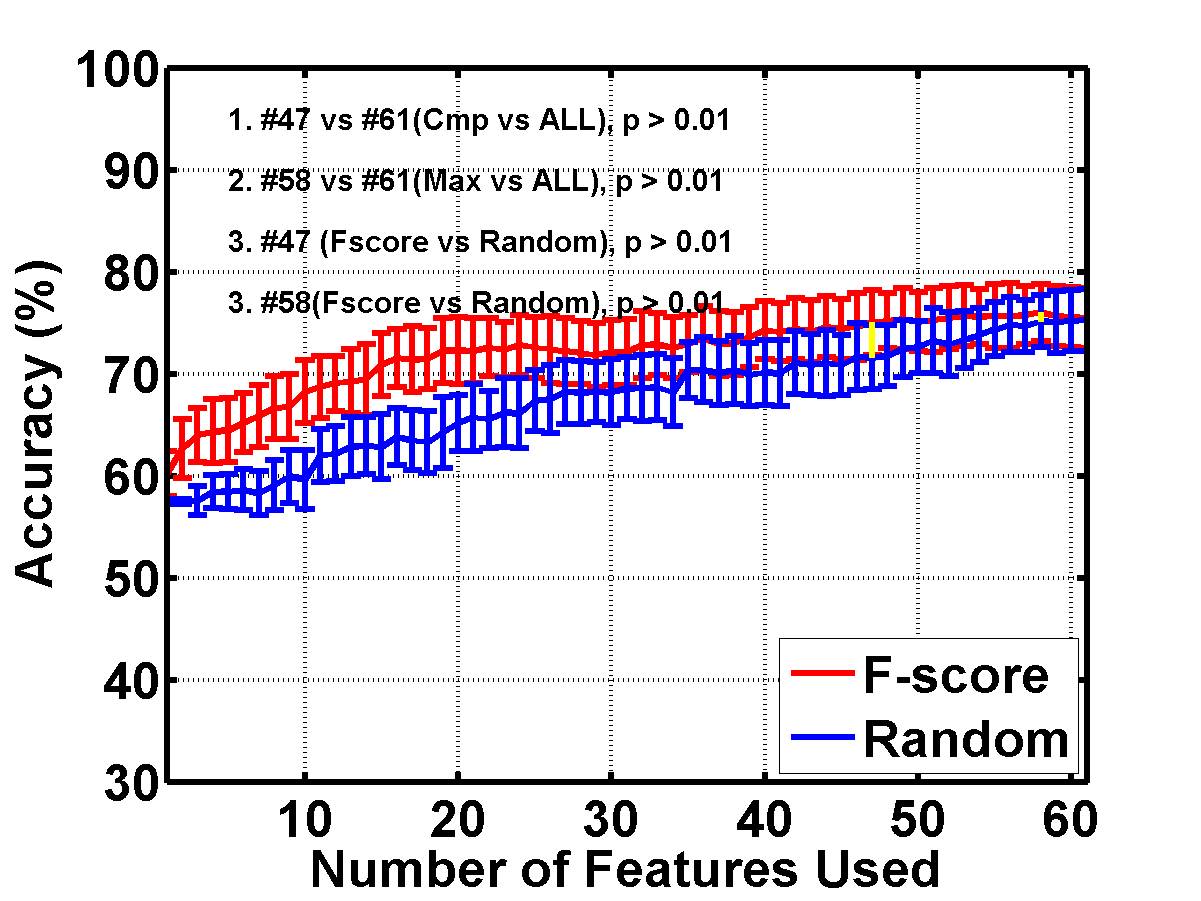 100
1. #47 vs #61(Cmp vs ALL), p > 0.01
90
2. #58 vs #61(Max vs ALL), p > 0.01
3. #47 (Fscore vs Random), p > 0.01
80
3. #58(Fscore vs Random), p > 0.01
70
60
50
40
30
Accuracy (%)
F-score
Random
10 20 30 40 50 60
Number of Features Used